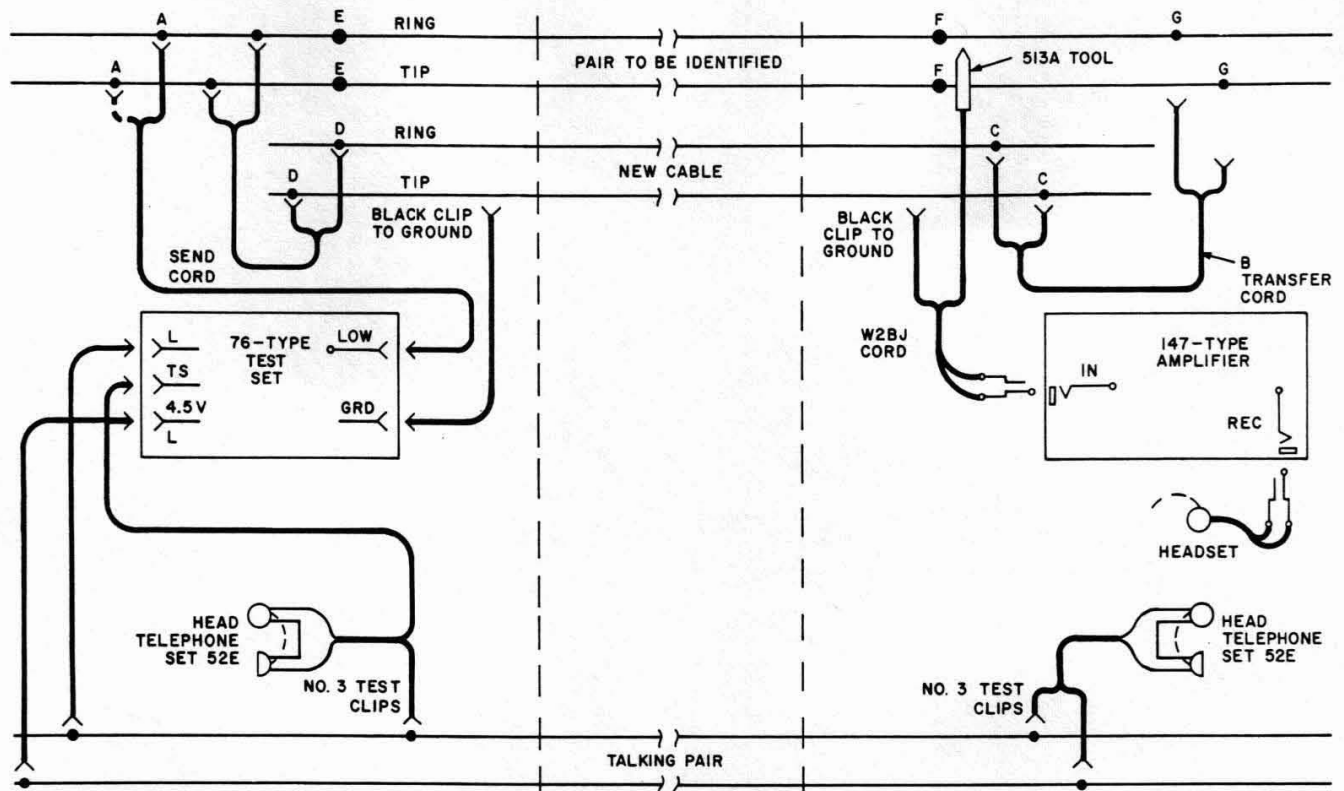 A
E
RING
F
G
PAIR TO BE IDENTIFIED
513A TOOL
A
E
TIP
F
G
D
RING
C
NEW CABLE
D
TIP
C
BLACK CLIP
TO GROUND
BLACK
CLIP TO
GROUND
SEND
CORD
B
TRANSFER
CORD
W2BJ
CORD
L
76-TYPE
TEST
SET
LOW
TS
4.5V
L
GRD
147-TYPE
AMPLIFIER
IN
REC
HEADSET
HEAD
TELEPHONE
SET 52E
NO. 3 TEST
CLIPS
HEAD
TELEPHONE
SET 52E
NO. 3 TEST
CLIPS
TALKING PAIR